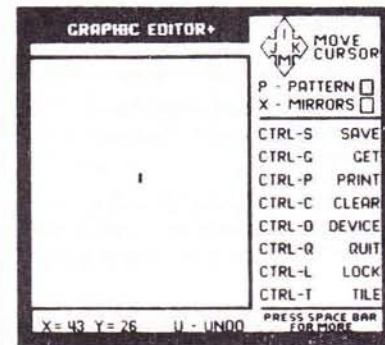 GRAPHIC EDITOR+
I
J K
M
MOVE
CURSOR
P - PATTERN
X - MIRRORS
CTRL-S SAVE
CTRL-G GET
CTRL-P PRINT
CTRL-C CLEAR
CTRL-D DEVICE
CTRL-Q QUIT
CTRL-L LOCK
CTRL-T TILE
X= 43 Y= 26 U - UNDO
PRESS SPACE BAR
FOR MORE